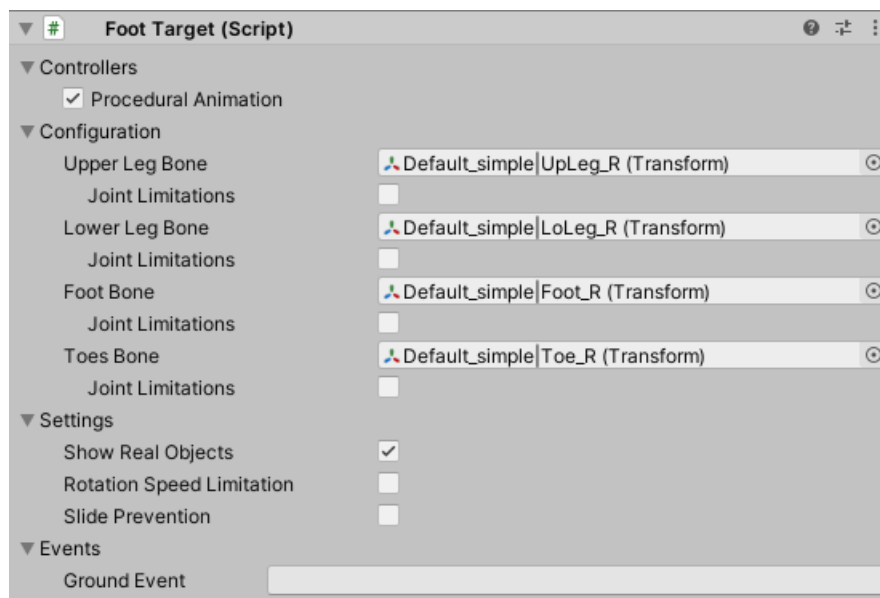 # Foot Target (Script)
Controllers
Procedural Animation
Configuration
Upper Leg Bone Default_simple|UpLeg_R (Transform)
Joint Limitations
Lower Leg Bone Default_simple|LoLeg_R (Transform)
Joint Limitations
Foot Bone Default_simple|Foot_R (Transform)
Joint Limitations
Toes Bone Default_simple|Toe_R (Transform)
Joint Limitations
Settings
Show Real Objects
Rotation Speed Limitation
Slide Prevention
Events
Ground Event